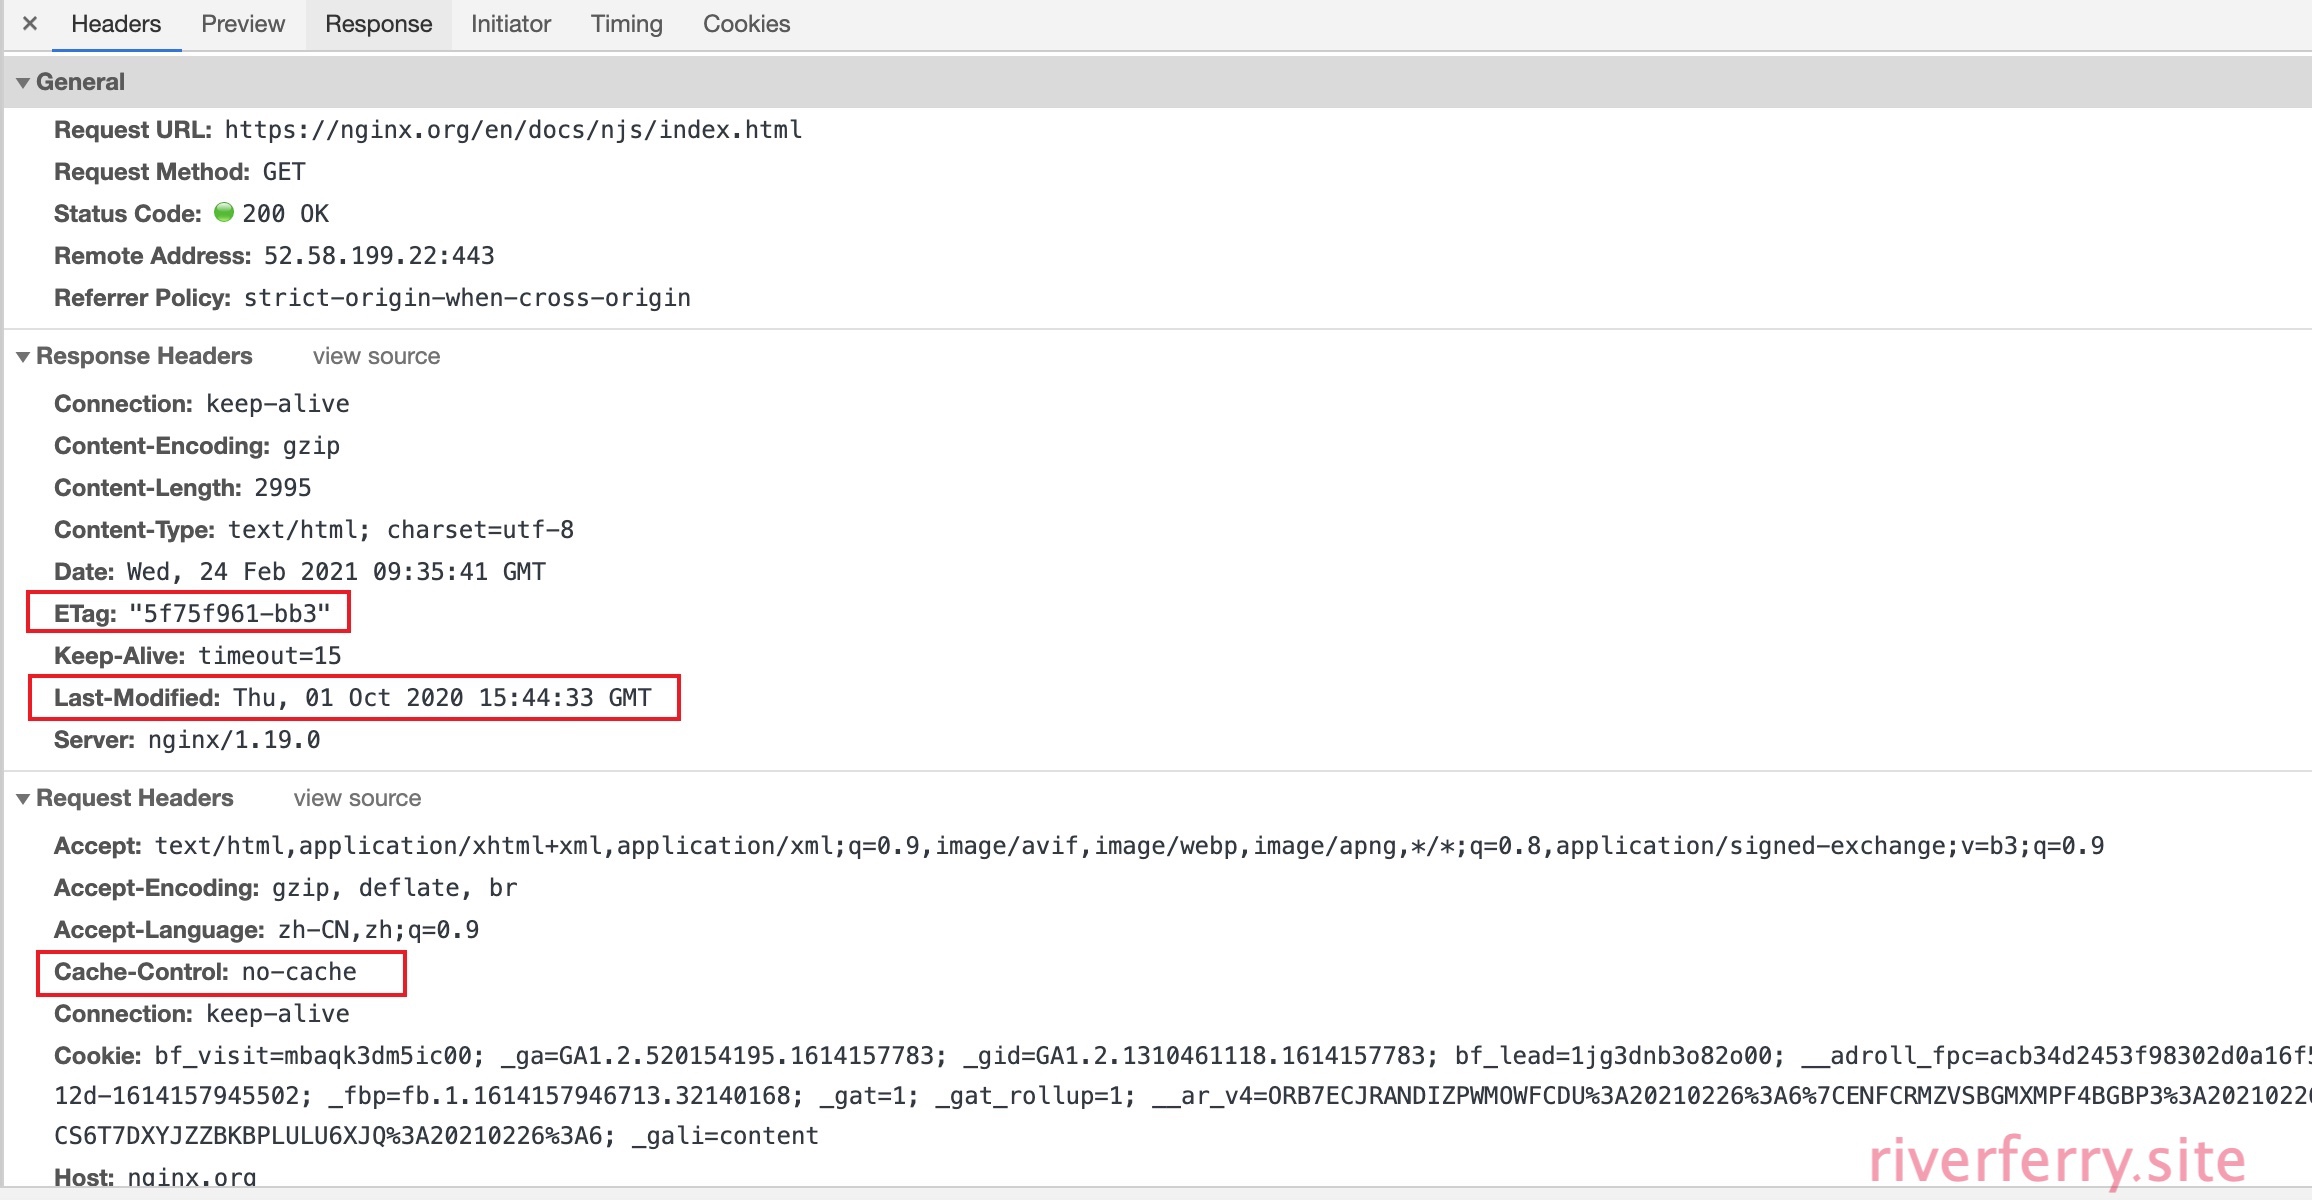 × Headers Preview Response Initiator Timing Cookies
▼ General
Request URL: https://nginx.org/en/docs/njs/index.html
Request Method: GET
Status Code: 200 OK
Remote Address: 52.58.199.22:443
Referrer Policy: strict-origin-when-cross-origin
▼ Response Headers view source
Connection: keep-alive
Content-Encoding: gzip
Content-Length: 2995
Content-Type: text/html; charset=utf-8
Date: Wed, 24 Feb 2021 09:35:41 GMT
ETag: "5f75f961-bb3"
Keep-Alive: timeout=15
Last-Modified: Thu, 01 Oct 2020 15:44:33 GMT
Server: nginx/1.19.0
▼ Request Headers view source
Accept: text/html,application/xhtml+xml,application/xml;q=0.9,image/avif,image/webp,image/apng,*/*;q=0.8,application/signed-exchange;v=b3;q=0.9
Accept-Encoding: gzip, deflate, br
Accept-Language: zh-CN,zh;q=0.9
Cache-Control: no-cache
Connection: keep-alive
Cookie: bf_visit=mbaqk3dm5ic00; _ga=GA1.2.520154195.1614157783; _gid=GA1.2.1310461118.1614157783; bf_lead=1jg3dnb3o82o00; __adroll_fpc=acb34d2453f98302d0a16f5
12d-1614157945502; _fbp=fb.1.1614157946713.32140168; _gat=1; _gat_rollup=1; __ar_v4=ORB7ECJRANDIZPWMOWFCDU%3A20210226%3A6%7CENFCRMZVSBGMXMPF4BGBP3%3A2021022
CS6T7DXYJZZBKBPLULU6XJQ%3A20210226%3A6; _gali=content
Host: nginx.org
riverferry.site